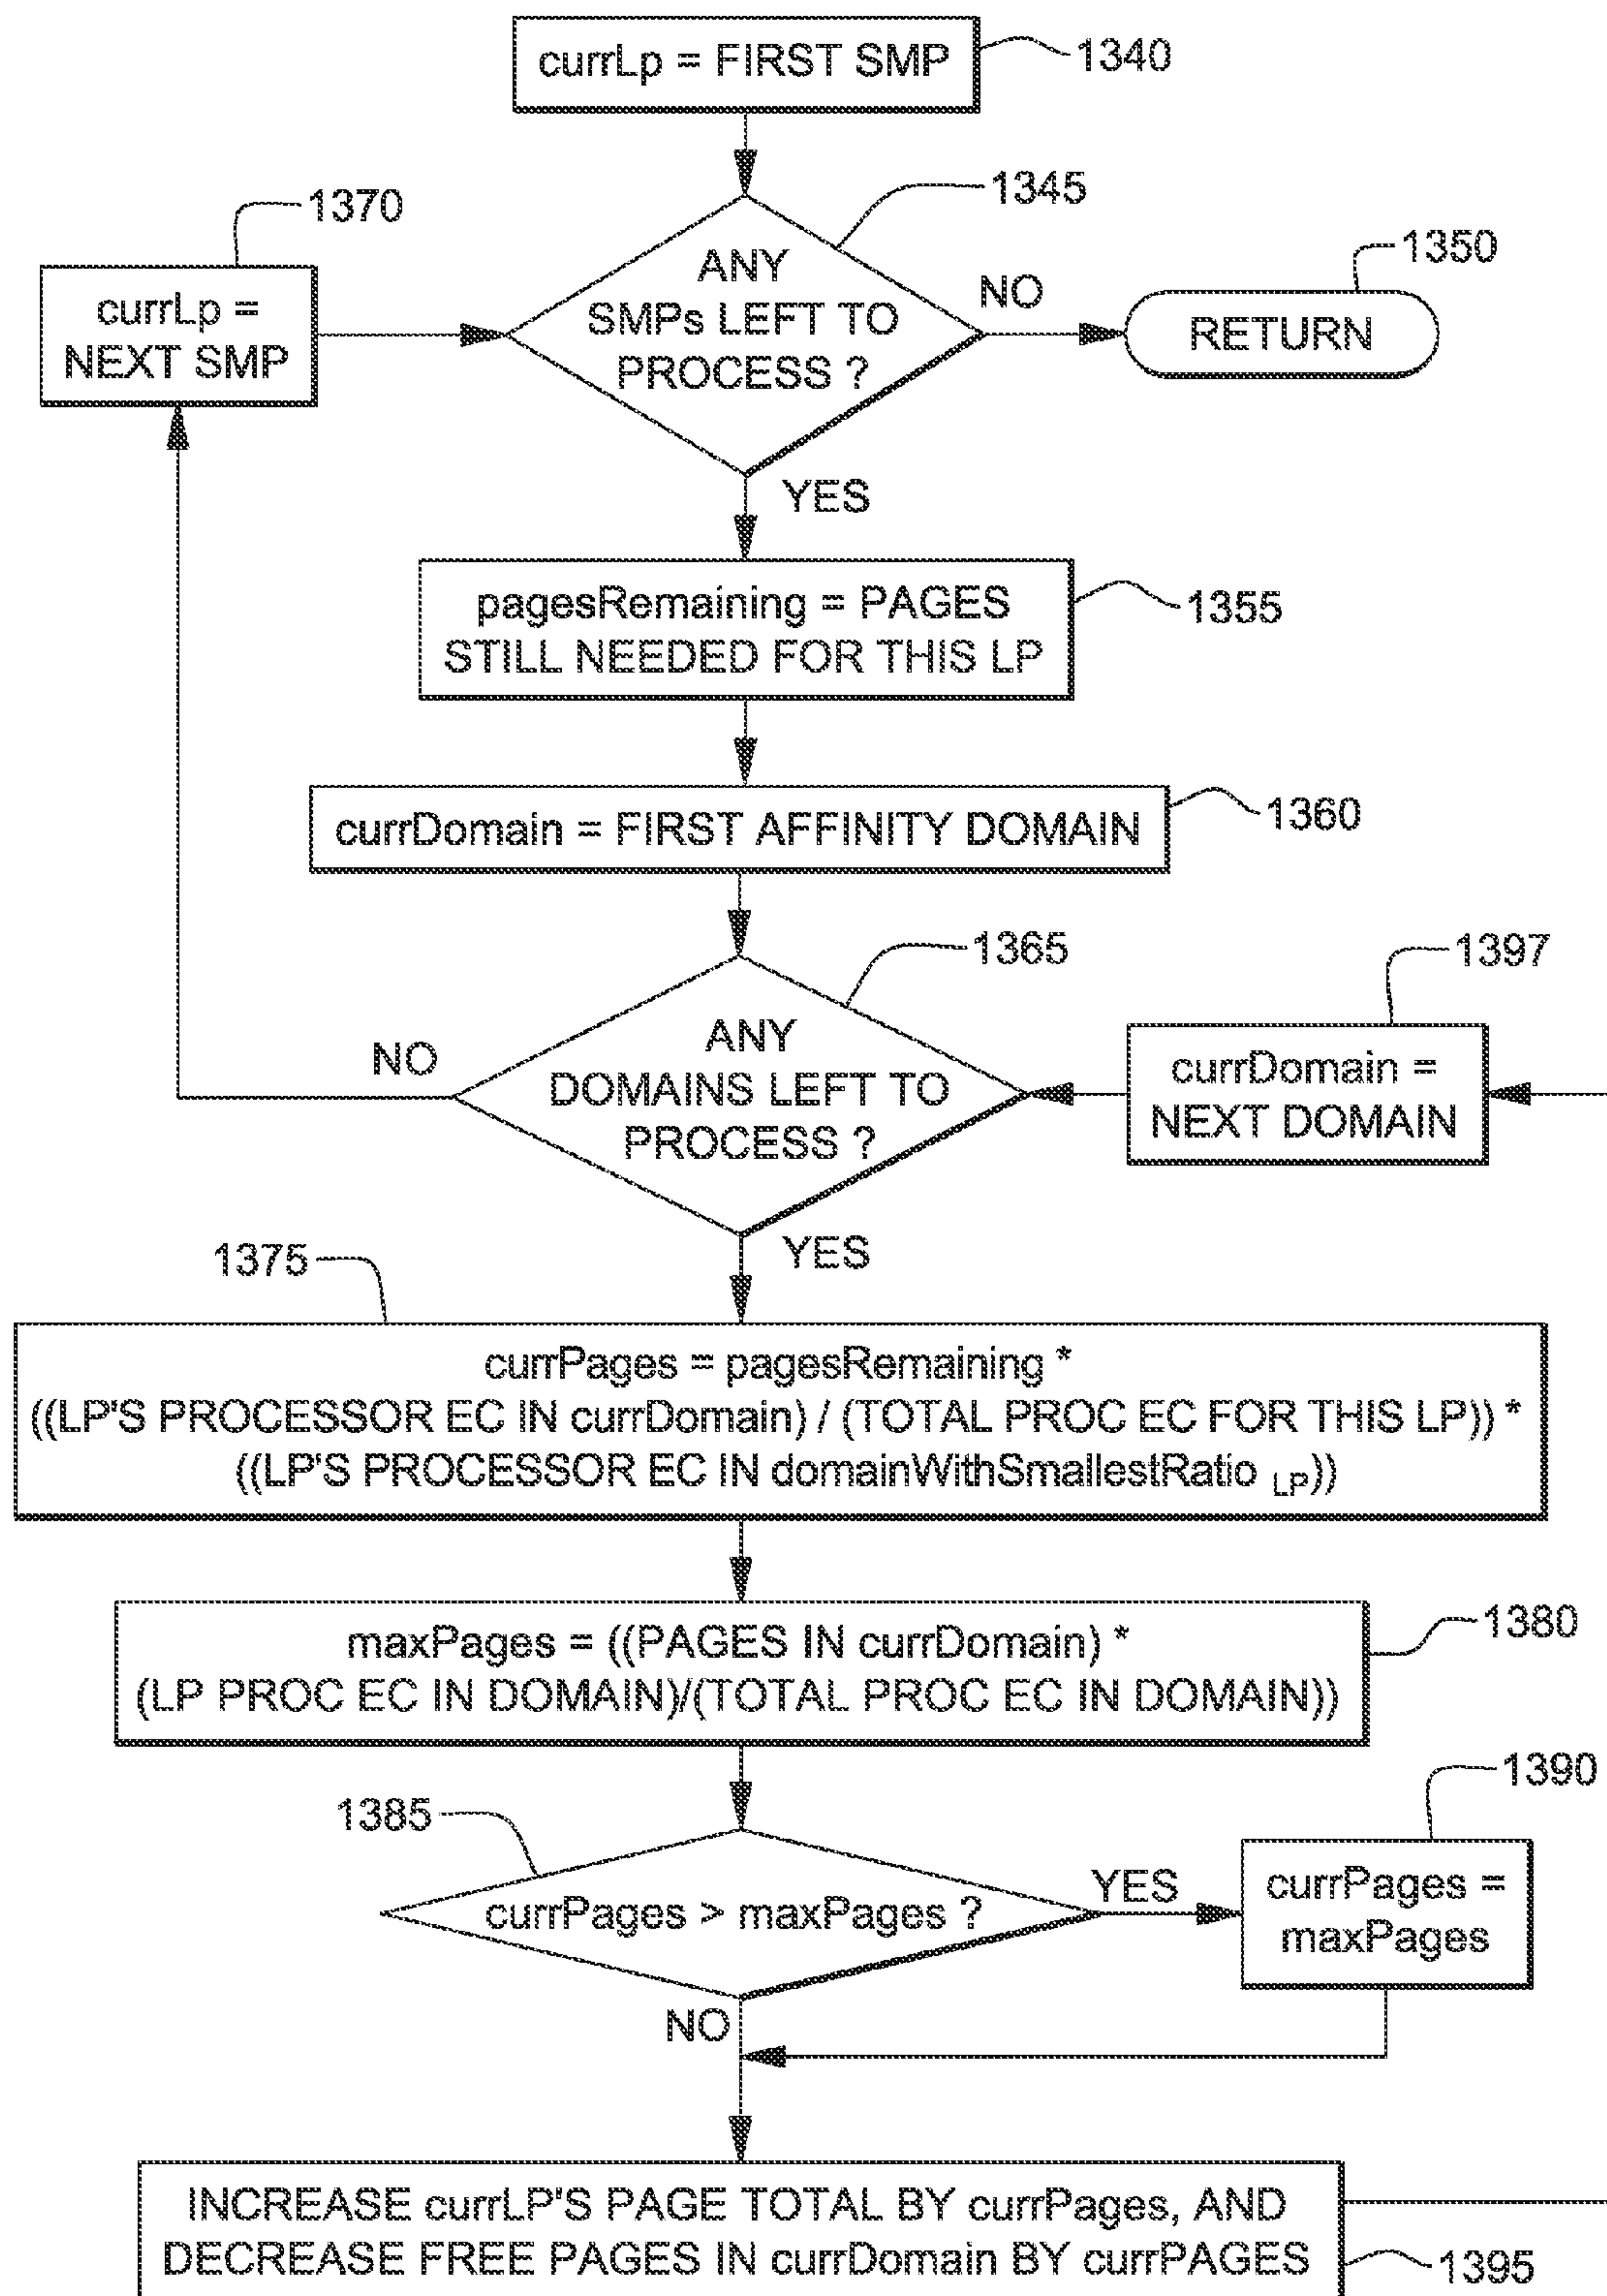 currLp = FIRST SMP
1340
1345
1370
1350
ANY
SMPs LEFT TO
PROCESS ?
NO
RETURN
currLp =
NEXT SMP
YES
pagesRemaining = PAGES
STILL NEEDED FOR THIS LP
1355
currDomain = FIRST AFFINITY DOMAIN
1360
1365
1397
ANY
DOMAINS LEFT TO
PROCESS ?
NO
currDomain =
NEXT DOMAIN
YES
1375
currPages = pagesRemaining *
((LP'S PROCESSOR EC IN currDomain) / (TOTAL PROC EC FOR THIS LP)) *
((LP'S PROCESSOR EC IN domainWithSmallestRatio LP))
maxPages = ((PAGES IN currDomain) *
(LP PROC EC IN DOMAIN)/(TOTAL PROC EC IN DOMAIN))
1380
1385
1390
currPages > maxPages ?
YES
currPages =
maxPages
NO
INCREASE currLP'S PAGE TOTAL BY currPages, AND
DECREASE FREE PAGES IN currDomain BY currPAGES
1395